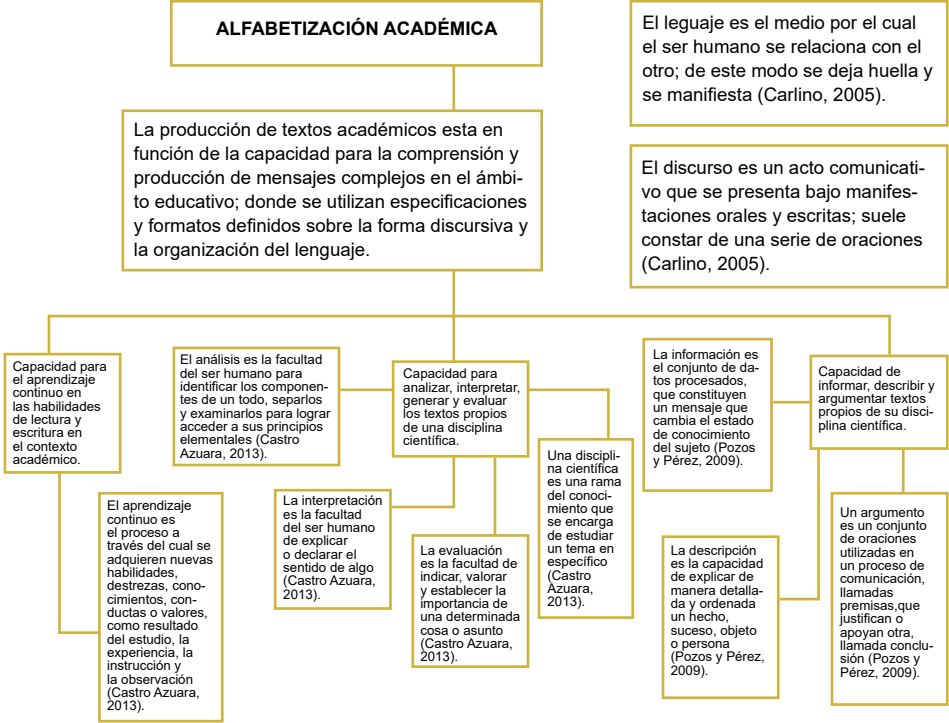 ALFABETIZACIÓN ACADÉMICA
El leguaje es el medio por el cual
el ser humano se relaciona con el
otro; de este modo se deja huella y
se manifiesta (Carlino, 2005).
La producción de textos académicos esta en
función de la capacidad para la comprensión y
producción de mensajes complejos en el ámbi-
to educativo; donde se utilizan especificaciones
y formatos definidos sobre la forma discursiva y
la organización del lenguaje.
El discurso es un acto comunicati-
vo que se presenta bajo manifes-
taciones orales y escritas; suele
constar de una serie de oraciones
(Carlino, 2005).
Capacidad para
el aprendizaje
continuo en
las habilidades
de lectura y
escritura en
el contexto
académico.
El aprendizaje
continuo es
el proceso a
través del cual se
adquieren nuevas
habilidades,
destrezas, cono-
cimientos, con-
ductas o valores,
como resultado
del estudio, la
experiencia, la
instrucción y
la observación
(Castro Azuara,
2013).
El análisis es la facultad
del ser humano para
identificar los componen-
tes de un todo, separlos
y examinarlos para lograr
acceder a sus principios
elementales (Castro
Azuara, 2013).
Capacidad para
analizar, interpretar,
generar y evaluar
los textos propios
de una disciplina
científica.
La interpretación
es la facultad
del ser humano
de explicar
o declarar el
sentido de algo
(Castro Azuara,
2013).
La evaluación
es la facultad de
indicar, valorar
y establecer la
importancia de
una determinada
cosa o asunto
(Castro Azuara,
2013).
Una discipli-
na científica
es una rama
del conoci-
miento que
se encarga
de estudiar
un tema en
específico
(Castro
Azuara,
2013).
La información es
el conjunto de da-
tos procesados,
que constituyen
un mensaje que
cambia el estado
de conocimiento
del sujeto (Pozos
y Pérez, 2009).
Capacidad de
informar, describir y
argumentar textos
propios de su disci-
plina científica.
La descripción
es la capacidad
de explicar de
manera detalla-
da y ordenada
un hecho,
suceso, objeto
o persona
(Pozos y Pérez,
2009).
Un argumento
es un conjunto
de oraciones
utilizadas en
un proceso de
comunicación,
llamadas
premisas,que
justifican o
apoyan otra,
llamada conclu-
sión (Pozos y
Pérez, 2009).